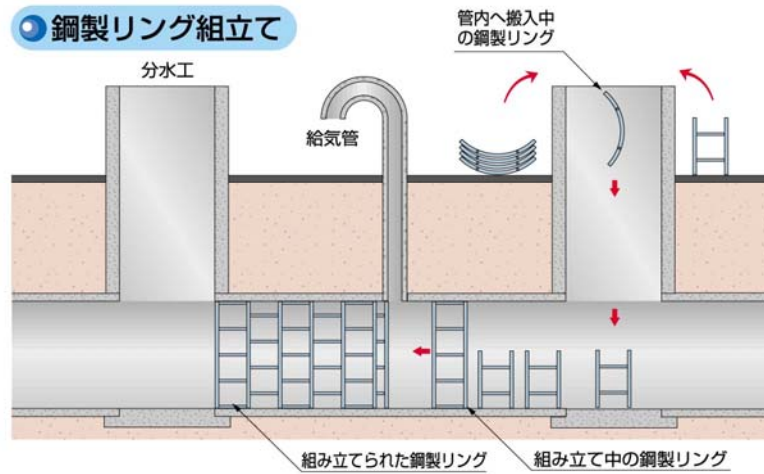 鋼製リング組立て
分水工
管内へ搬入中
の鋼製リング
給気管
組み立てられた鋼製リング
組み立て中の鋼製リング